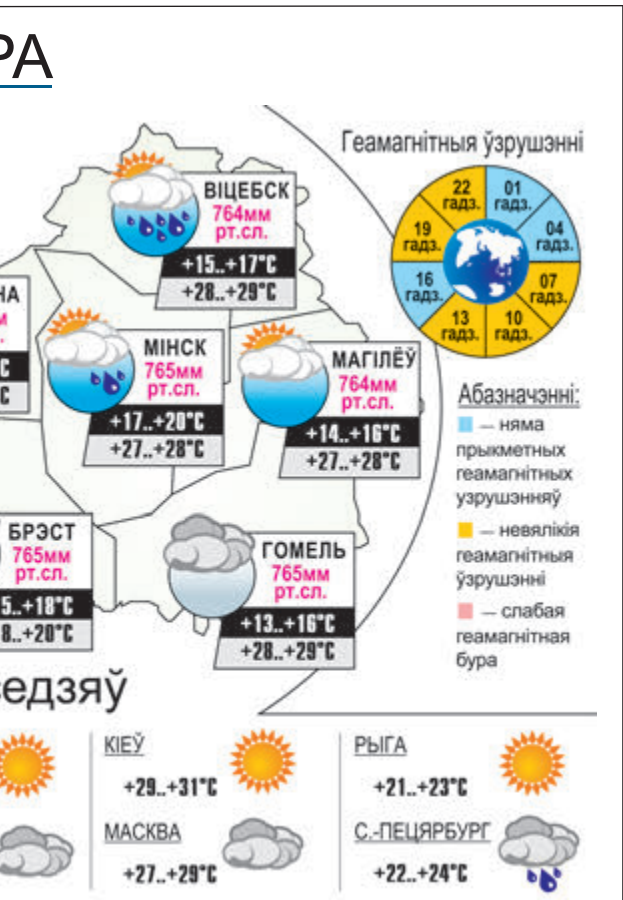 РА
Геамагнітныя ўзрушэнні
22 гадз.
01 гадз.
04 гадз.
07 гадз.
10 гадз.
13 гадз.
16 гадз.
19 гадз.
ВІЦЕБСК
764мм
рт.сл.
+15..+17°С
+28..+29°С
НА
МІНСК
765мм
рт.сл.
+17..+20°С
+27..+28°С
МАГІЛЁЎ
764мм
рт.сл.
+14..+16°С
+27..+28°С
Абазначэнні:
— няма
прыкметных
геамагнітных
узрушэнняў
— невялікія
геамагнітныя
ўзрушэнні
— слабая
геамагнітная
бура
БРЭСТ
765мм
рт.сл.
5..+18°С
8..+20°С
ГОМЕЛЬ
765мм
рт.сл.
+13..+16°С
+28..+29°С
едзяў
КІЕЎ
+29..+31°С
РЫГА
+21..+23°С
МАСКВА
+27..+29°С
С.-ПЕЦЯРБУРГ
+22..+24°С